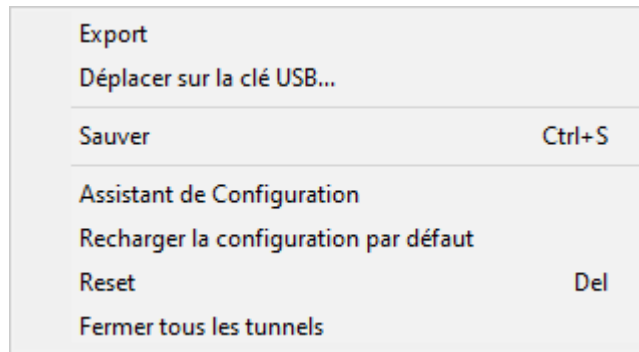 Export
Déplacer sur la clé USB...
Sauver Ctrl+S
Assistant de Configuration
Recharger la configuration par défaut
Reset Del
Fermer tous les tunnels